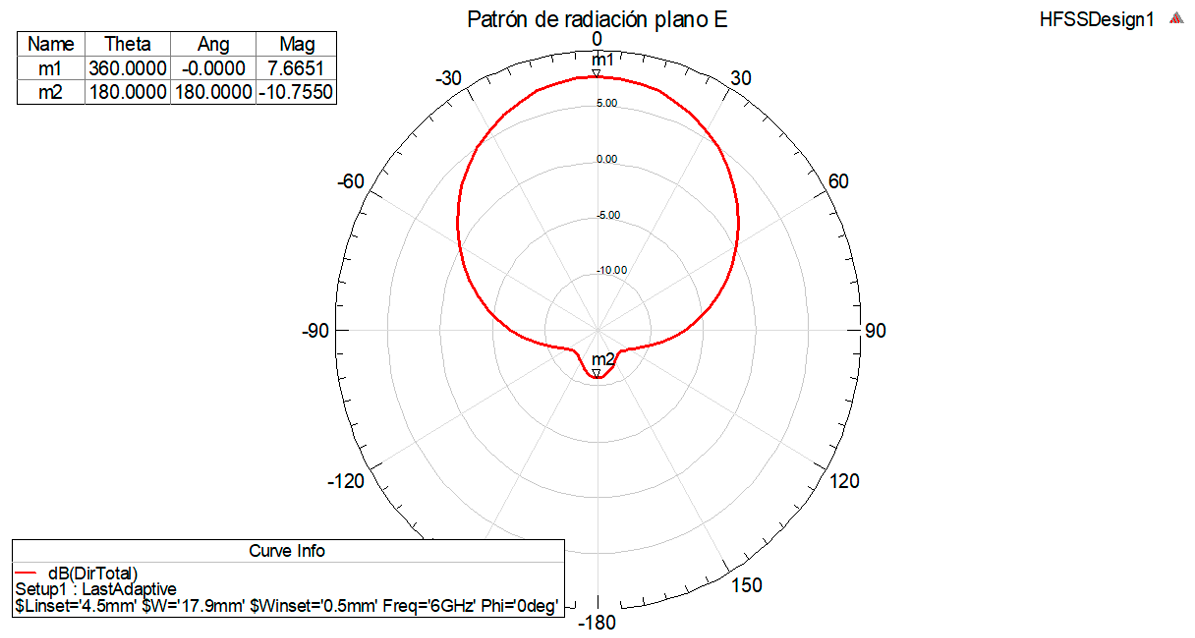 Patrón de radiación plano E
HFSSDesign1
Name Theta Ang Mag
m1 360.0000 -0.0000 7.6651
m2 180.0000 180.0000 -10.7550
0
m1
-30
30
5.00
0.00
-60
60
-5.00
-10.00
-90
90
m2
-120
120
150
-180
Curve Info
dB(DirTotal)
Setup1 : LastAdaptive
$Linset='4.5mm' $W='17.9mm' $Winset='0.5mm' Freq='6GHz' Phi='0deg'